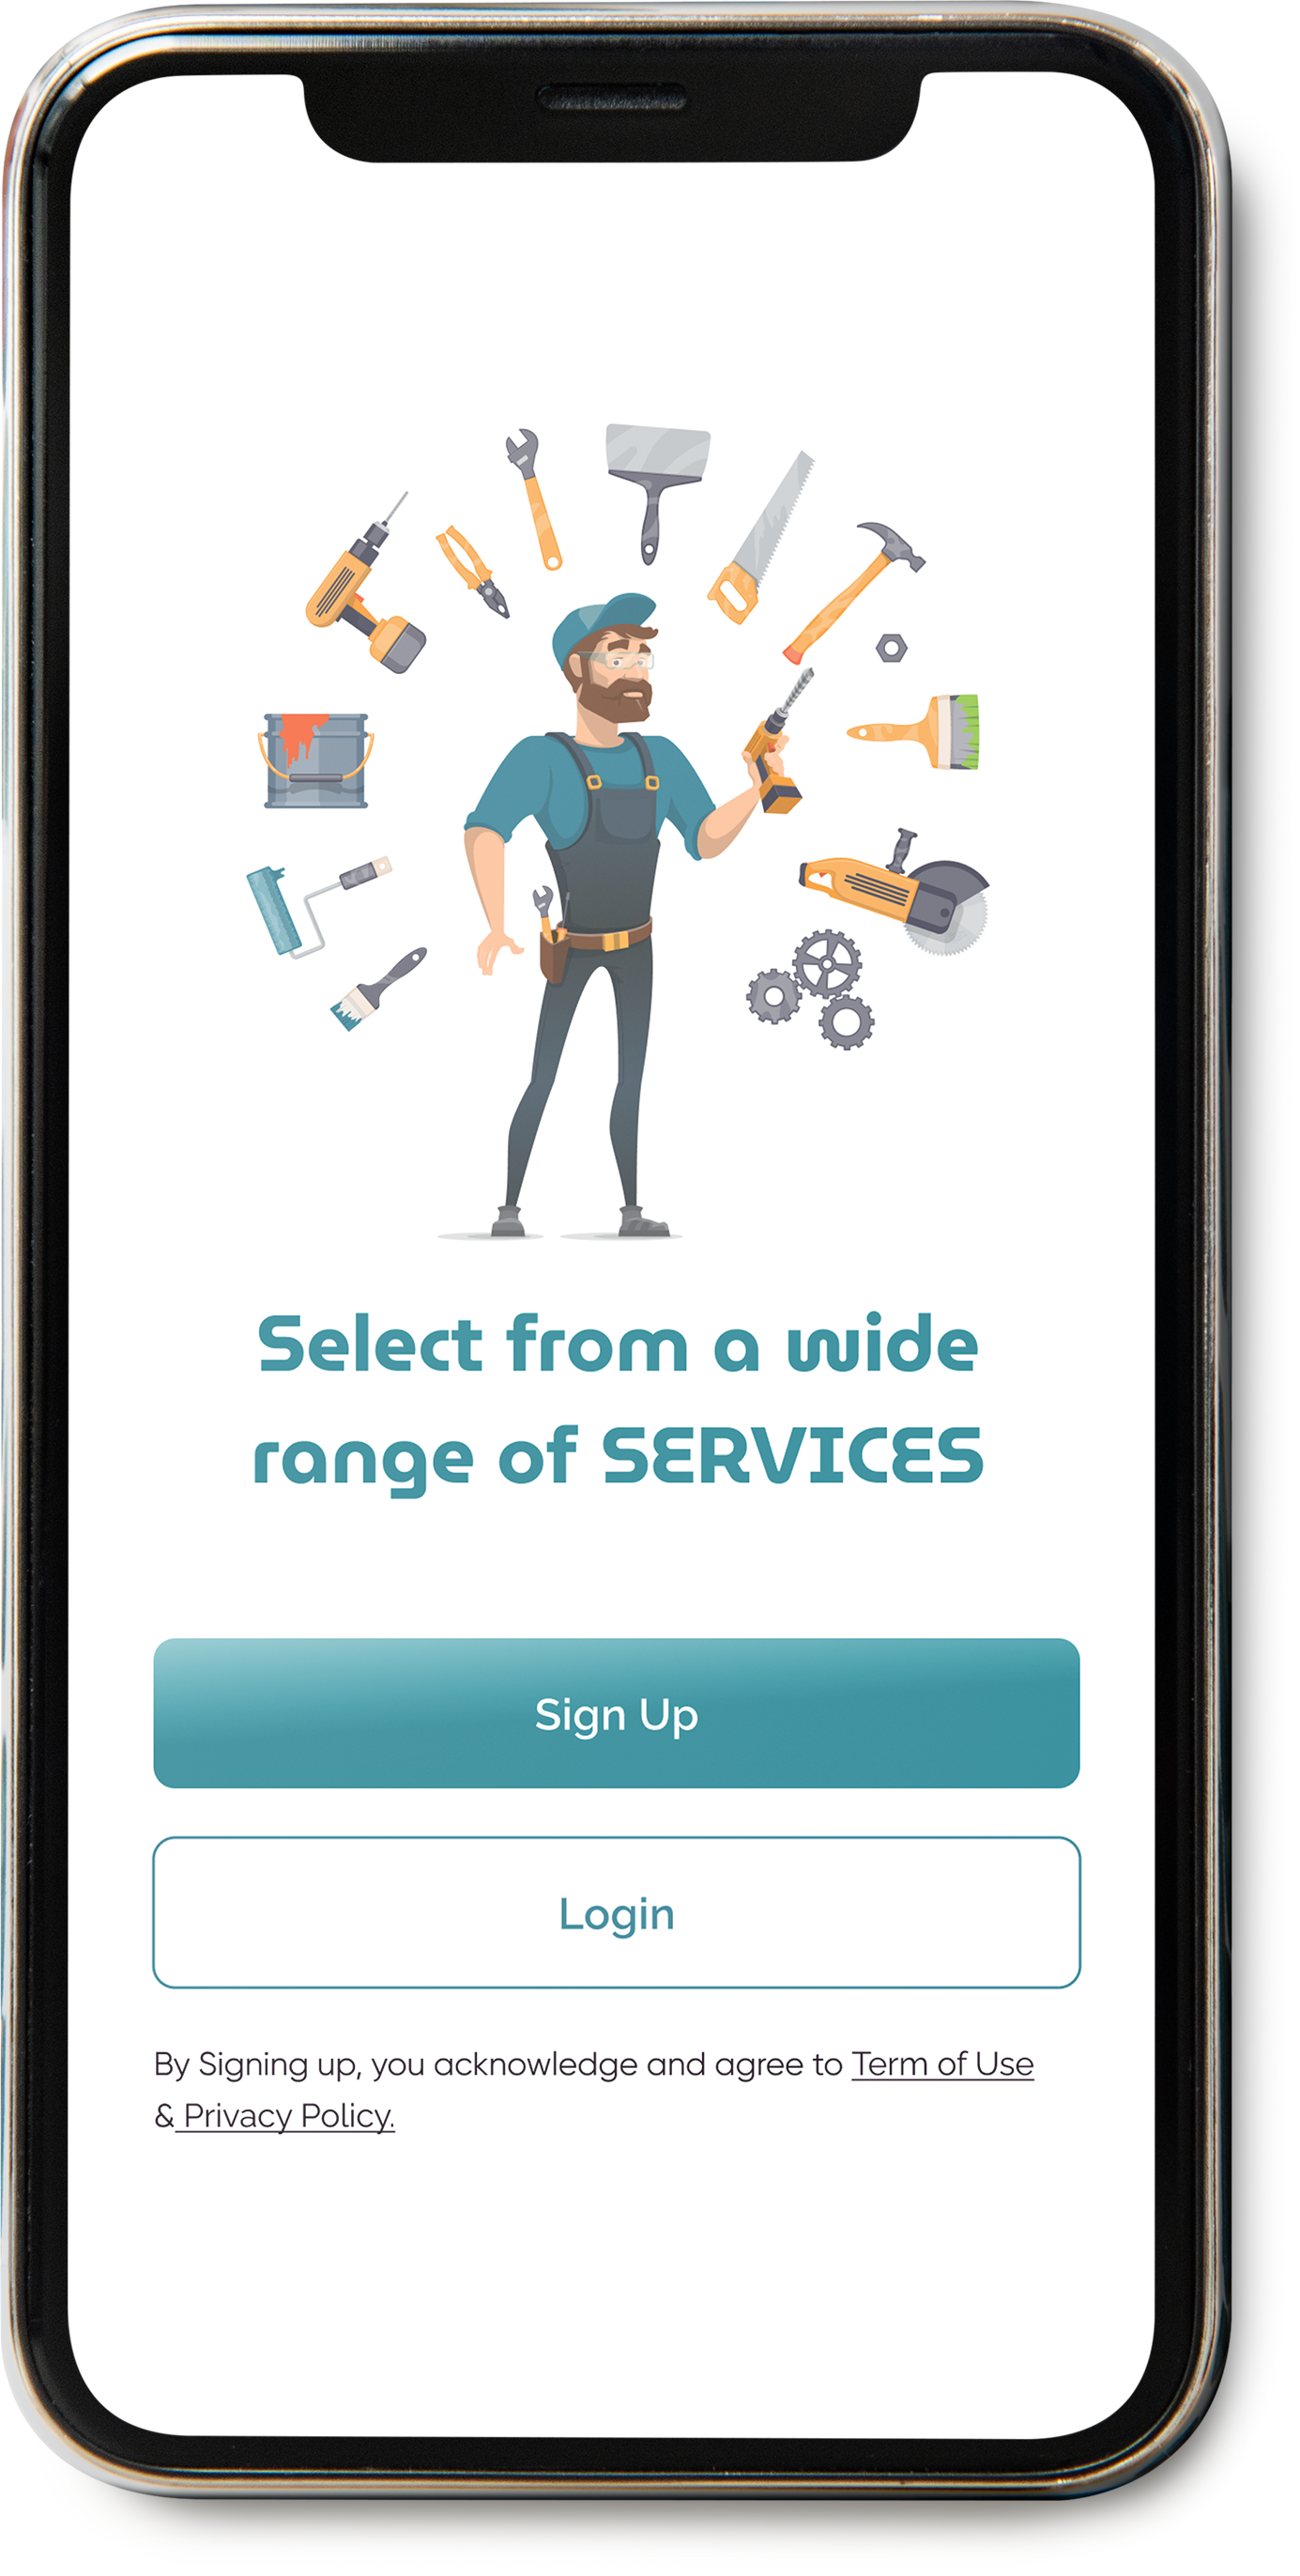 Select from a wide
range of SERVICES
Sign Up
Login
By Signing up, you acknowledge and agree to Term of Use
& Privacy Policy.